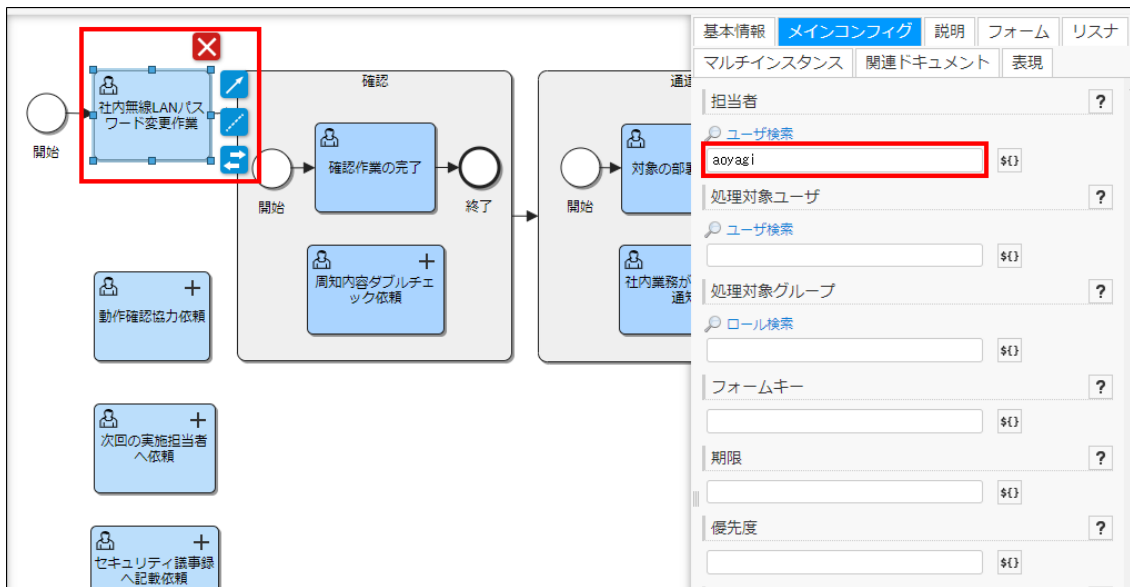 社内無線LANパス
ワード変更作業
開始
確認
開始
確認作業の完了
終了
周知内容ダブルチェ
ック依頼
開始
対象の部
社内業務が
動作確認協力依頼
次回の実施担当者
へ依頼
セキュリティ議事録
へ記載依頼
基本情報
メインコンフィグ
説明
フォーム
リスナ
マルチインスタンス
関連ドキュメント
表現
担当者
?
ユーザ検索
aoyagi
${}
処理対象ユーザ
?
ユーザ検索
${}
処理対象グループ
?
ロール検索
${}
フォームキー
?
${}
期限
?
${}
優先度
?
${}